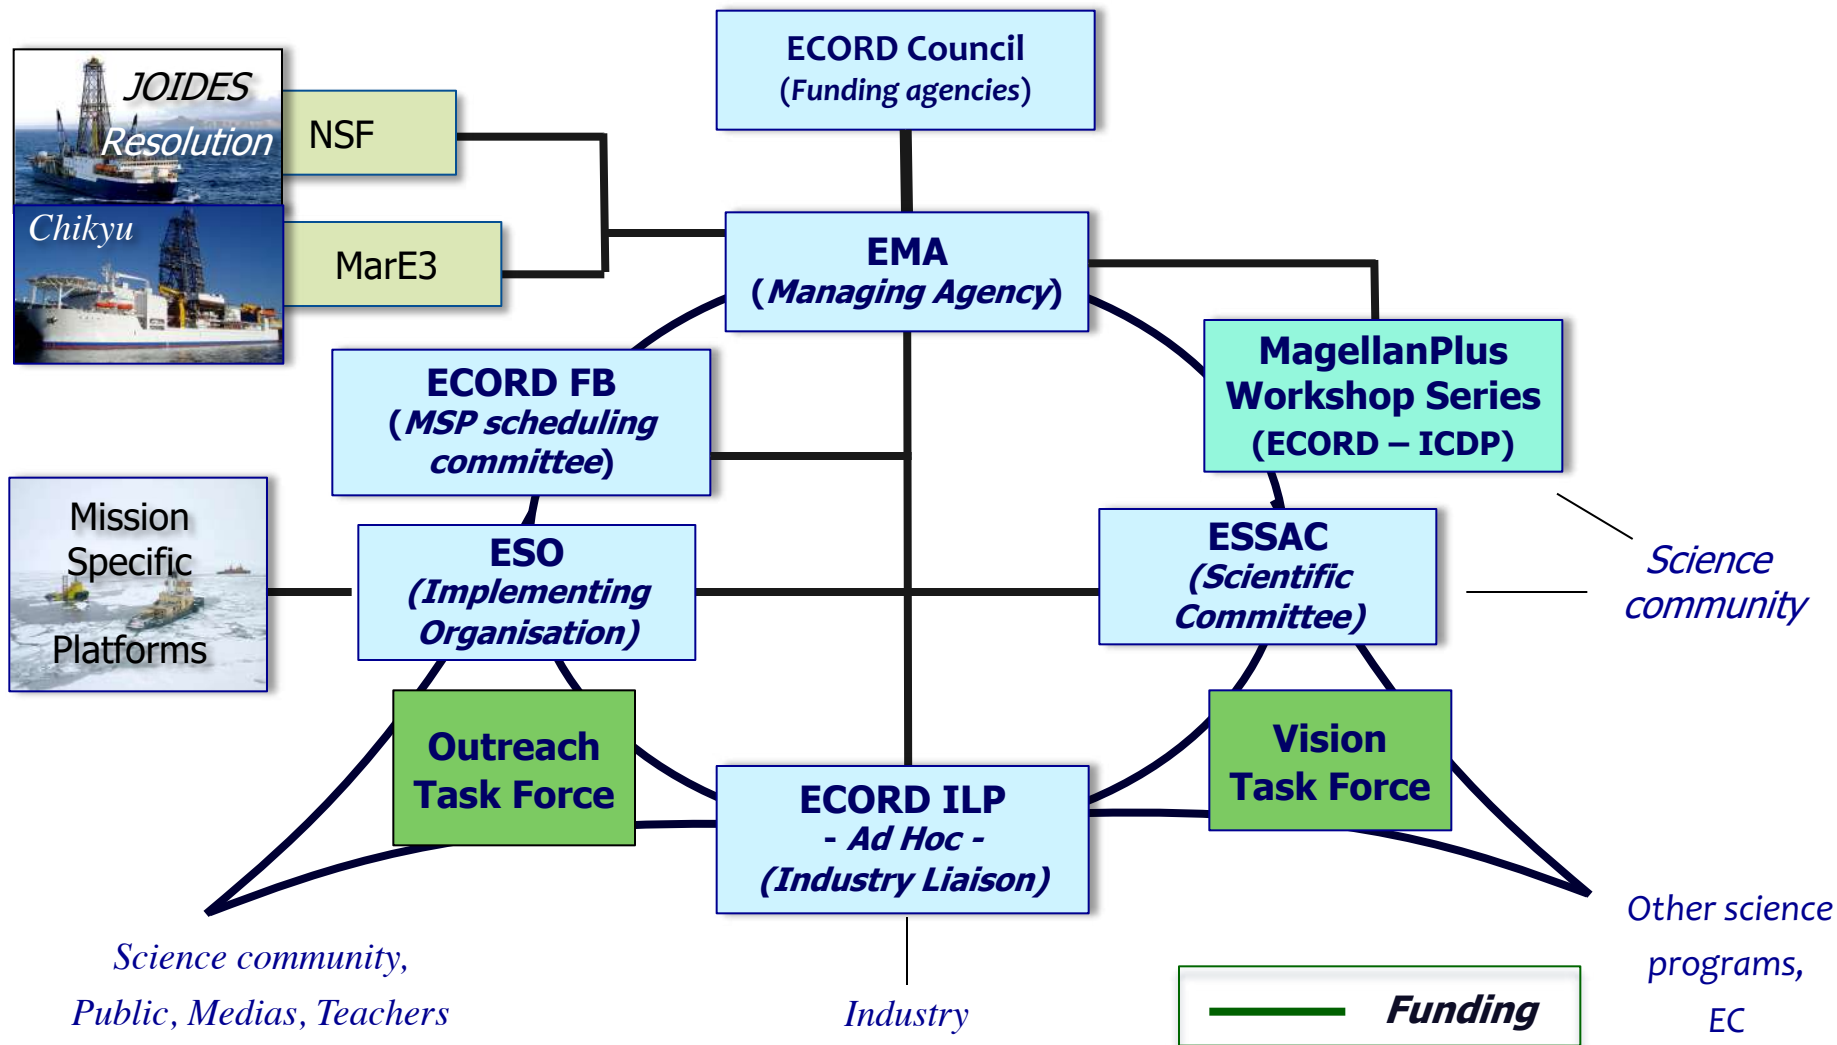 ECORD Council
(Funding agencies)
JOIDES
Resolution
NSF
Chikyu
MarE3
EMA
(Managing Agency)
MagellanPlus
Workshop Series
(ECORD – ICDP)
ECORD FB
(MSP scheduling
committee)
Mission
Specific
Platforms
ESO
(Implementing
Organisation)
ESSAC
(Scientific
Committee)
Science
community
Outreach
Task Force
Vision
Task Force
ECORD ILP
- Ad Hoc -
(Industry Liaison)
Science community,
Public, Medias, Teachers
Industry
Other science
programs,
EC
Funding